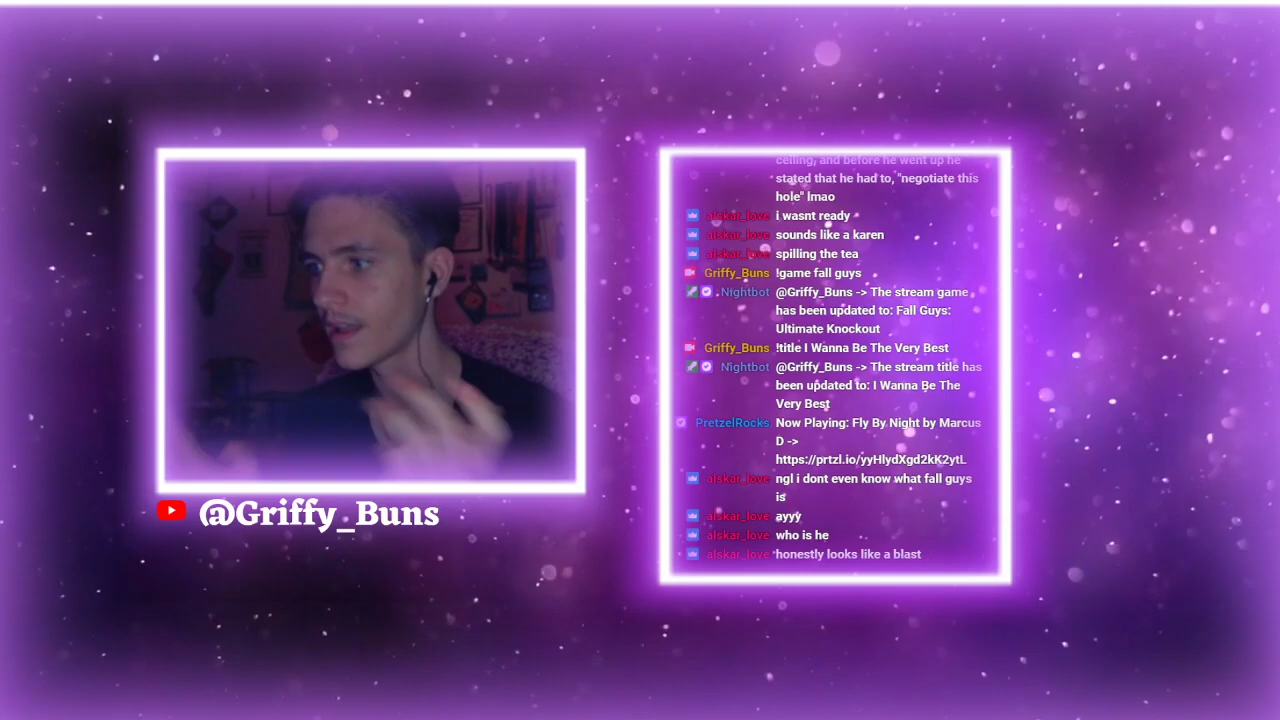 ceiling, and before he went up he
stated that he had to, "negotiate this
hole" lmao
alskar_love i wasnt ready
alskar_love sounds like a karen
alskar_love spilling the tea
Griffy_Buns !game fall guys
Nightbot @Griffy_Buns -> The stream game
has been updated to: Fall Guys:
Ultimate Knockout
Griffy_Buns !title I Wanna Be The Very Best
Nightbot @Griffy_Buns -> The stream title has
been updated to: I Wanna Be The
Very Best
PretzelRocks Now Playing: Fly By Night by Marcus
D ->
https://prtzl.io/yyHlydXgd2kK2ytL
alskar_love ngl i dont even know what fall guys
is
alskar_love ayyy
alskar_love who is he
alskar_love honestly looks like a blast
@Griffy_Buns